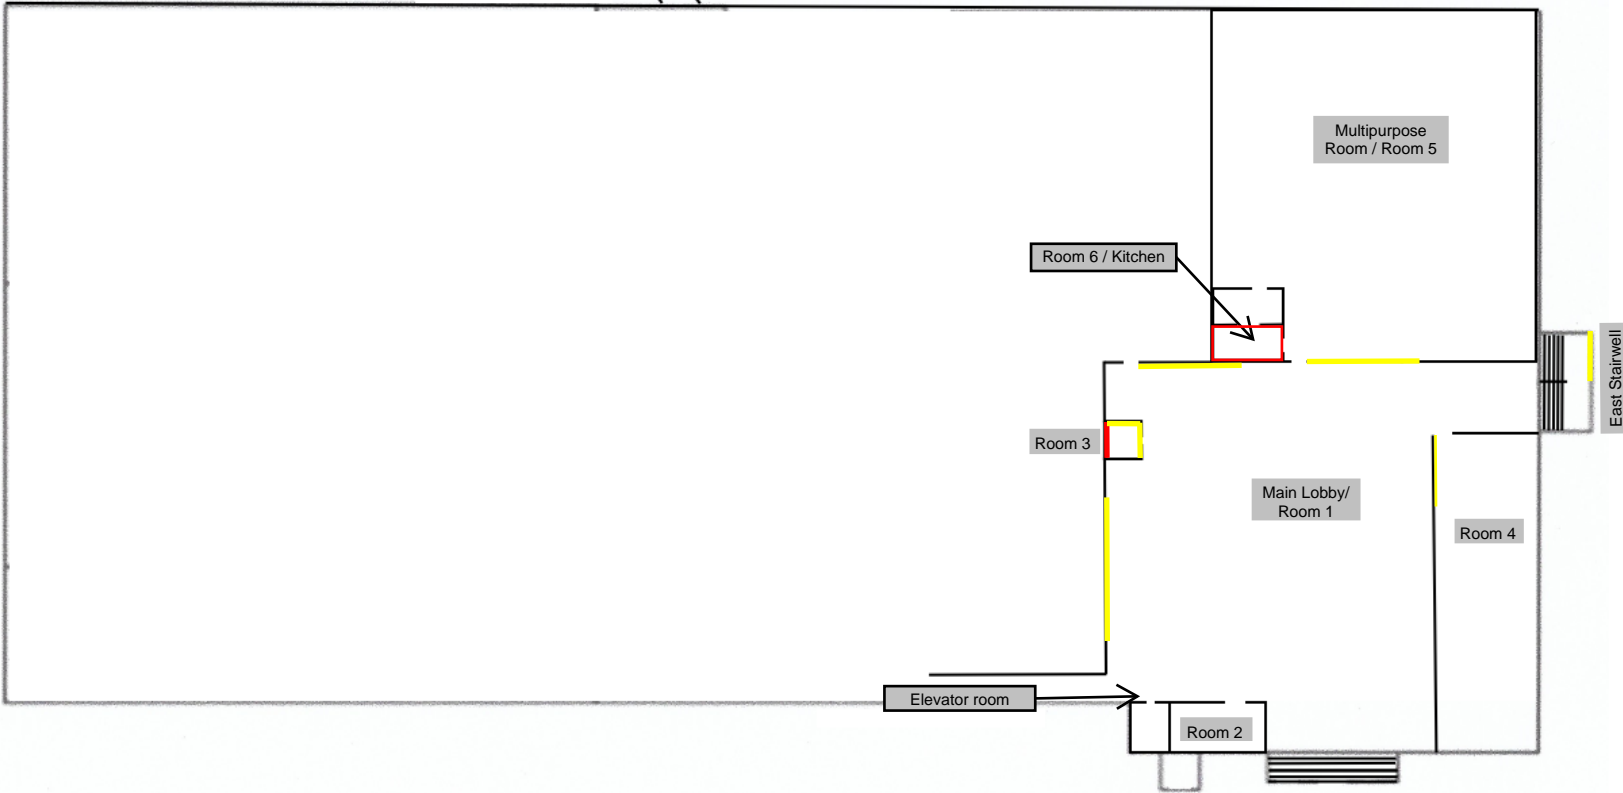 Multipurpose
Room / Room 5
Room 6 / Kitchen
East Stairwell
Room 3
Main Lobby/
Room 1
Room 4
Elevator room
Room 2